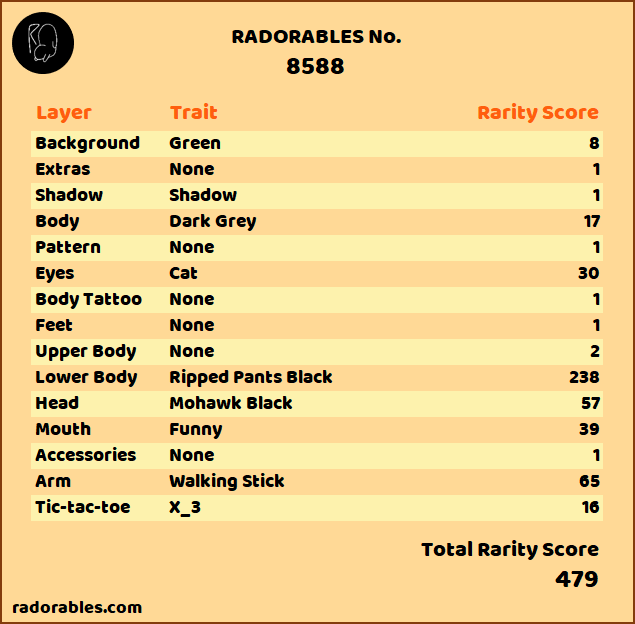 RADORABLES No.
8588
Layer Trait Rarity Score
Background Green 8
Extras None 1
Shadow Shadow 1
Body Dark Grey 17
Pattern None 1
Eyes Cat 30
Body Tattoo None 1
Feet None 1
Upper Body None 2
Lower Body Ripped Pants Black 238
Head Mohawk Black 57
Mouth Funny 39
Accessories None 1
Arm Walking Stick 65
Tic-tac-toe X_3 16
Total Rarity Score
479
radorables.com